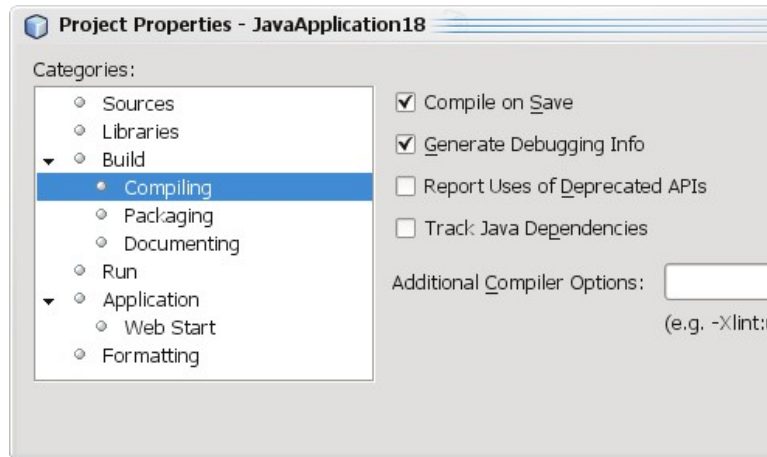 Project Properties - JavaApplication18
Categories:
Sources
Libraries
Build
Compiling
Packaging
Documenting
Run
Application
Web Start
Formatting
Compile on Save
Generate Debugging Info
Report Uses of Deprecated APIs
Track Java Dependencies
Additional Compiler Options:
(e.g. -Xlint: